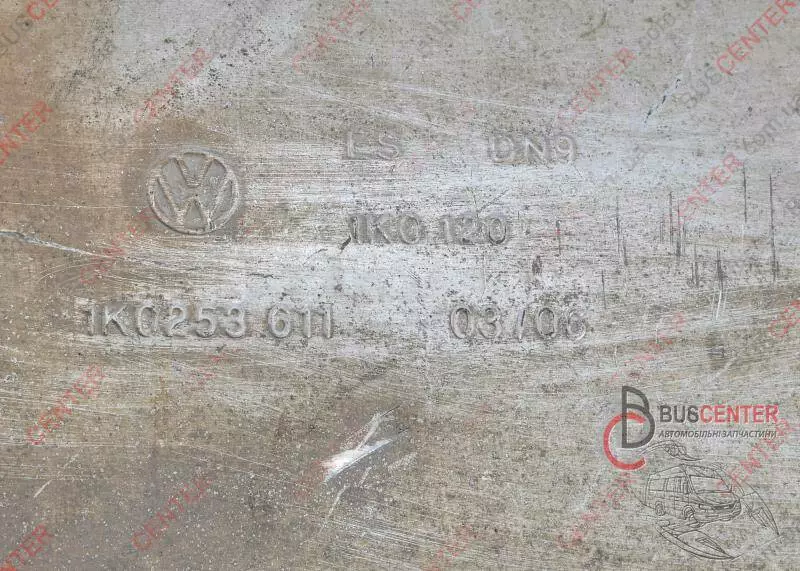 LS DN9
1K0 120
1K0253 611 03/06
BUSCENTER
АВТОМОБІЛЬНІ ЗАПЧАСТИНИ